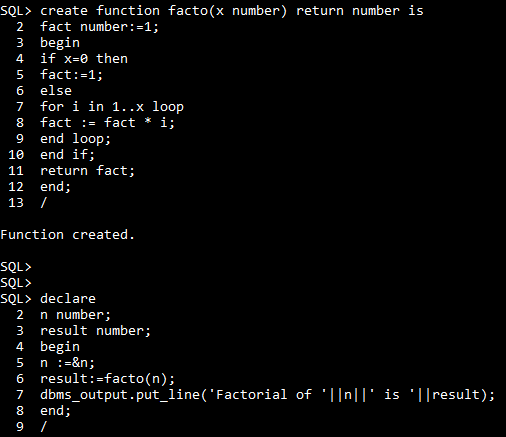 SQL> create function facto(x number) return number is
2 fact number:=1;
3 begin
4 if x=0 then
5 fact:=1;
6 else
7 for i in 1..x loop
8 fact := fact * i;
9 end loop;
10 end if;
11 return fact;
12 end;
13 /
Function created.
SQL>
SQL>
SQL> declare
2 n number;
3 result number;
4 begin
5 n :=&n;
6 result:=facto(n);
7 dbms_output.put_line('Factorial of '||n||' is '||result);
8 end;
9 /